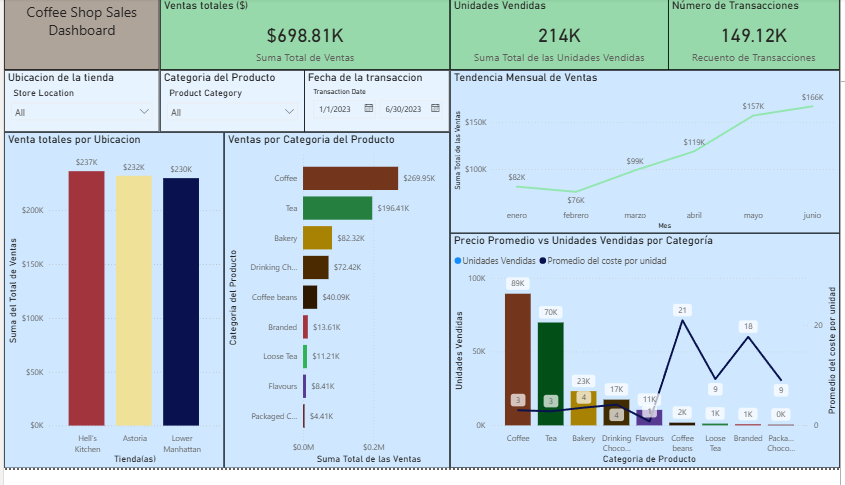 Coffee Shop Sales
Dashboard
Ventas totales ($)
$698.81K
Suma Total de Ventas
Unidades Vendidas
214K
Suma Total de las Unidades Vendidas
Número de Transacciones
149.12K
Recuento de Transacciones
Ubicacion de la tienda
Store Location
All
Categoria del Producto
Product Category
All
Fecha de la transaccion
Transaction Date
1/1/2023
6/30/2023
Tendencia Mensual de Ventas
Suma Total de las Ventas
$150K
$100K
$82K
$76K
$99K
$119K
$157K
$166K
enero
febrero
marzo
abril
mayo
junio
Mes
Venta totales por Ubicacion
Suma del Total de Ventas
$200K
$150K
$100K
$50K
$0K
$237K
$232K
$230K
Hell's
Kitchen
Astoria
Lower
Manhattan
Tienda(as)
Ventas por Categoria del Producto
Categoria del Producto
Coffee
$269.95K
Tea
$196.41K
Bakery
$82.32K
Drinking Ch...
$72.42K
Coffee beans
$40.09K
Branded
$13.61K
Loose Tea
$11.21K
Flavours
$8.41K
Packaged C...
$4.41K
$0.0M
$0.2M
Suma Total de las Ventas
Precio Promedio vs Unidades Vendidas por Categoría
Unidades Vendidas
Promedio del coste por unidad
Unidades Vendidas
100K
50K
0K
89K
70K
23K
17K
11K
2K
1K
1K
0K
3
3
4
4
1
21
9
18
9
20
0
Promedio del coste por unidad
Coffee
Tea
Bakery
Drinking
Choco...
Flavours
Coffee
beans
Loose
Tea
Branded
Packa...
Choco...
Categoria de Producto